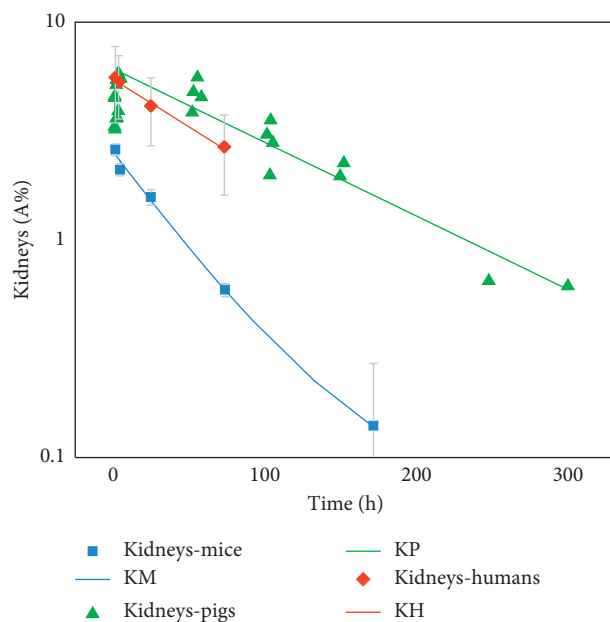 10
1
0.1
Kidneys (A%)
0 100 200 300
Time (h)
Kidneys-mice KP
KM Kidneys-humans
Kidneys-pigs KH